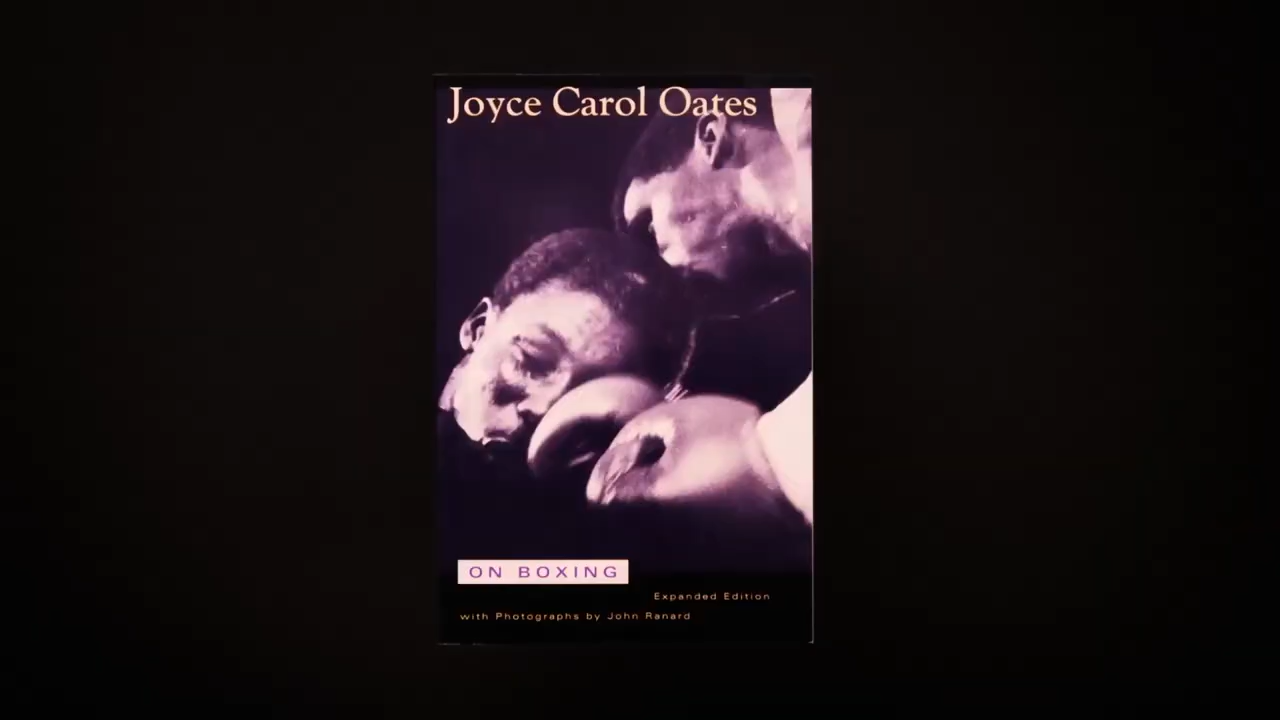 Joyce Carol Oates
ON BOXING
Expanded Edition
with Photographs by John Ranard